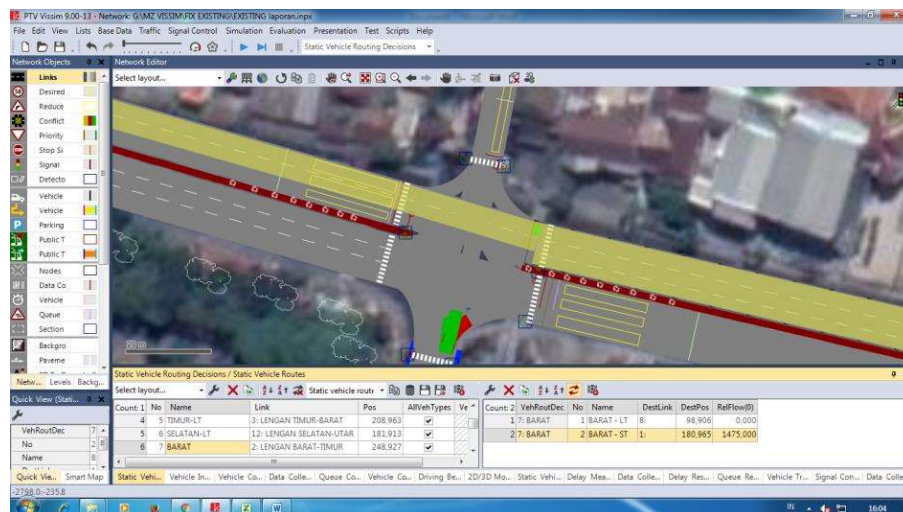 PTV Vissim 9.00-13 - Network: G:\MZ VISSIM\FIX EXISTING\EXISTING laporan.inpx
File Edit View Lists Base Data Traffic Signal Control Simulation Evaluation Presentation Test Scripts Help
Static Vehicle Routing Decisions
Network Objects
Network Editor
Select layout...
Links
Desired
Reduce
Conflict
Priority
Stop Si
Signal
Detecto
Vehicle
Vehicle
Parking
Public T
Public T
Nodes
Data Co
Vehicle
Queue
Section
Backgro
Paveme
20 m
Netw... Levels Backg...
Static Vehicle Routing Decisions / Static Vehicle Routes
Select layout... Static vehicle route
Quick View (Stati...
VehRoutDec 7
No 2
Name B
Count: 1 No Name Link Pos AllVehTypes Ve
4 5 TIMUR-LT 3: LENGAN TIMUR-BARAT 208,963
5 6 SELATAN-LT 12: LENGAN SELATAN-UTAR 181,913
6 7 BARAT 2: LENGAN BARAT-TIMUR 248,927
Count: 2 VehRoutDec No Name DestLink DestPos RelFlow(0)
1 7: BARAT 1 BARAT - LT 8: 98,906 0,000
2 7: BARAT 2 BARAT - ST 1: 180,965 1475,000
Quick Vie... Smart Map
Static Vehi... Vehicle In... Vehicle Co... Data Colle... Queue Co... Vehicle Co... Driving Be... 2D/3D Mo... Static Vehi... Delay Mea... Data Colle... Delay Res... Queue Re... Vehicle Tr... Signal Con... Data Colle
-2798.0:-235.8
IN 16:04